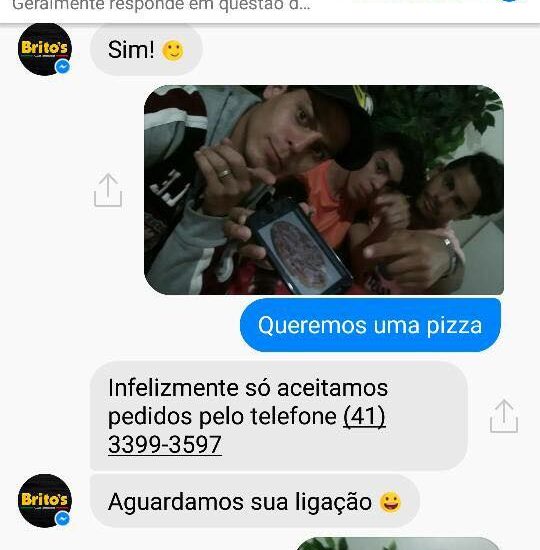 Geralmente responde em questão d...
Brito's
Sim! 🙂
Queremos uma pizza
Infelizmente só aceitamos
pedidos pelo telefone (41)
3399-3597
Brito's
Aguardamos sua ligação 😀